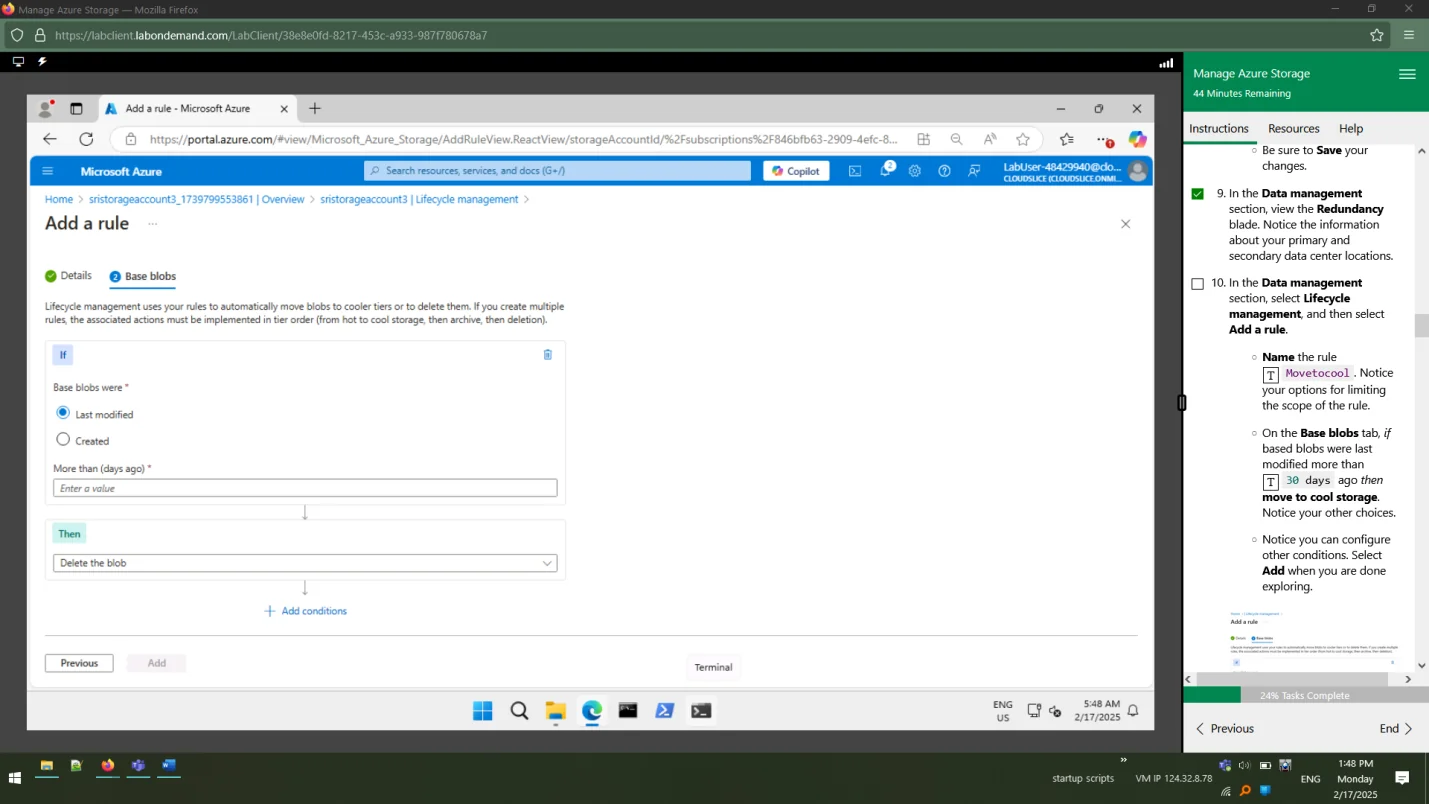 Manage Azure Storage — Mozilla Firefox
https://labclient.labondemand.com/LabClient/38e8e0fd-8217-453c-a933-987f780678a7
Add a rule - Microsoft Azure
https://portal.azure.com/#view/Microsoft_Azure_Storage/AddRuleView.ReactView/storageAccountId/%2Fsubscriptions%2F846bfb63-2909-4efc-8...
Microsoft Azure
Search resources, services, and docs (G+/)
Copilot
2
LabUser-48429940@clo...
CLOUDSLICE (CLOUDSLICE.ONMI...
Home > sristorageaccount3_1739799553861 | Overview > sristorageaccount3 | Lifecycle management >
Add a rule ...
Details
2 Base blobs
Lifecycle management uses your rules to automatically move blobs to cooler tiers or to delete them. If you create multiple
rules, the associated actions must be implemented in tier order (from hot to cool storage, then archive, then deletion).
If
Base blobs were *
Last modified
Created
More than (days ago) *
Enter a value
Then
Delete the blob
Add conditions
Previous
Add
Terminal
ENG
US
5:48 AM
2/17/2025
Manage Azure Storage
44 Minutes Remaining
Instructions
Resources
Help
Be sure to Save your
changes.
9. In the Data management
section, view the Redundancy
blade. Notice the information
about your primary and
secondary data center locations.
10. In the Data management
section, select Lifecycle
management, and then select
Add a rule.
Name the rule
T Movetocool. Notice
your options for limiting
the scope of the rule.
On the Base blobs tab, if
based blobs were last
modified more than
T 30 days ago then
move to cool storage.
Notice your other choices.
Notice you can configure
other conditions. Select
Add when you are done
exploring.
Home > Lifecycle management >
Add a rule
Details
Base blobs
24% Tasks Complete
Previous
End
startup scripts
VM IP 124.32.8.78
ENG
1:48 PM
Monday
2/17/2025